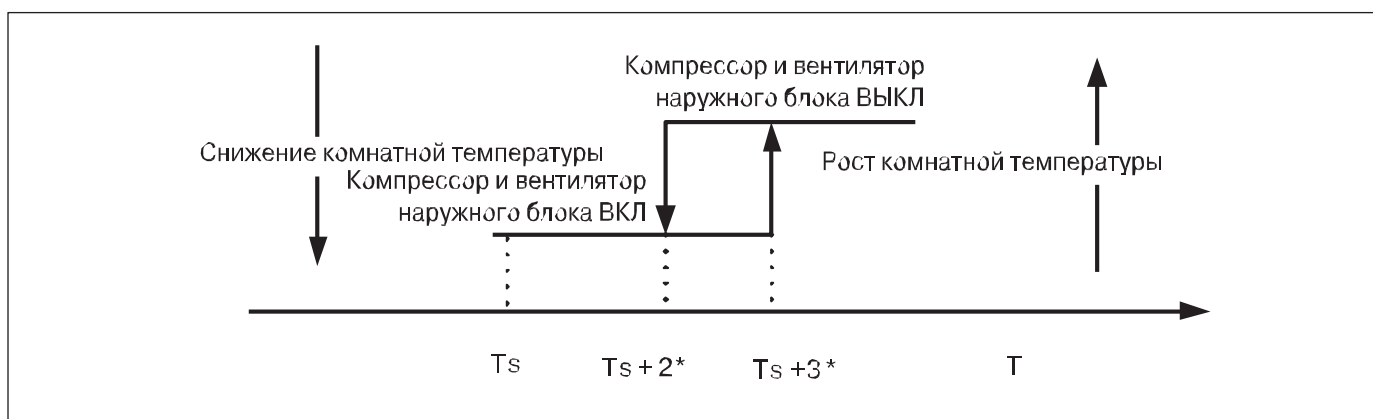 Компрессор и вентилятор
наружного блока ВЫКЛ
Снижение комнатной температуры
Компрессор и вентилятор
наружного блока ВКЛ
Рост комнатной температуры
Ts
Ts + 2*
Ts +3*
T